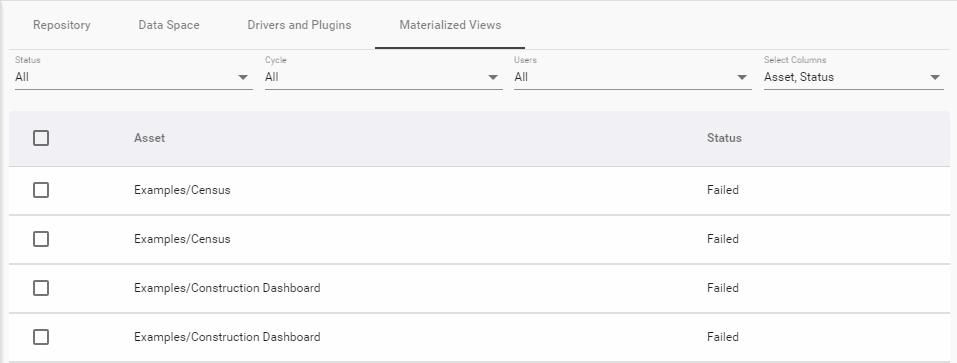 Repository Data Space Drivers and Plugins Materialized Views
Status Cycle Users Select Columns
All All All Asset, Status
Asset Status
Examples/Census Failed
Examples/Census Failed
Examples/Construction Dashboard Failed
Examples/Construction Dashboard Failed